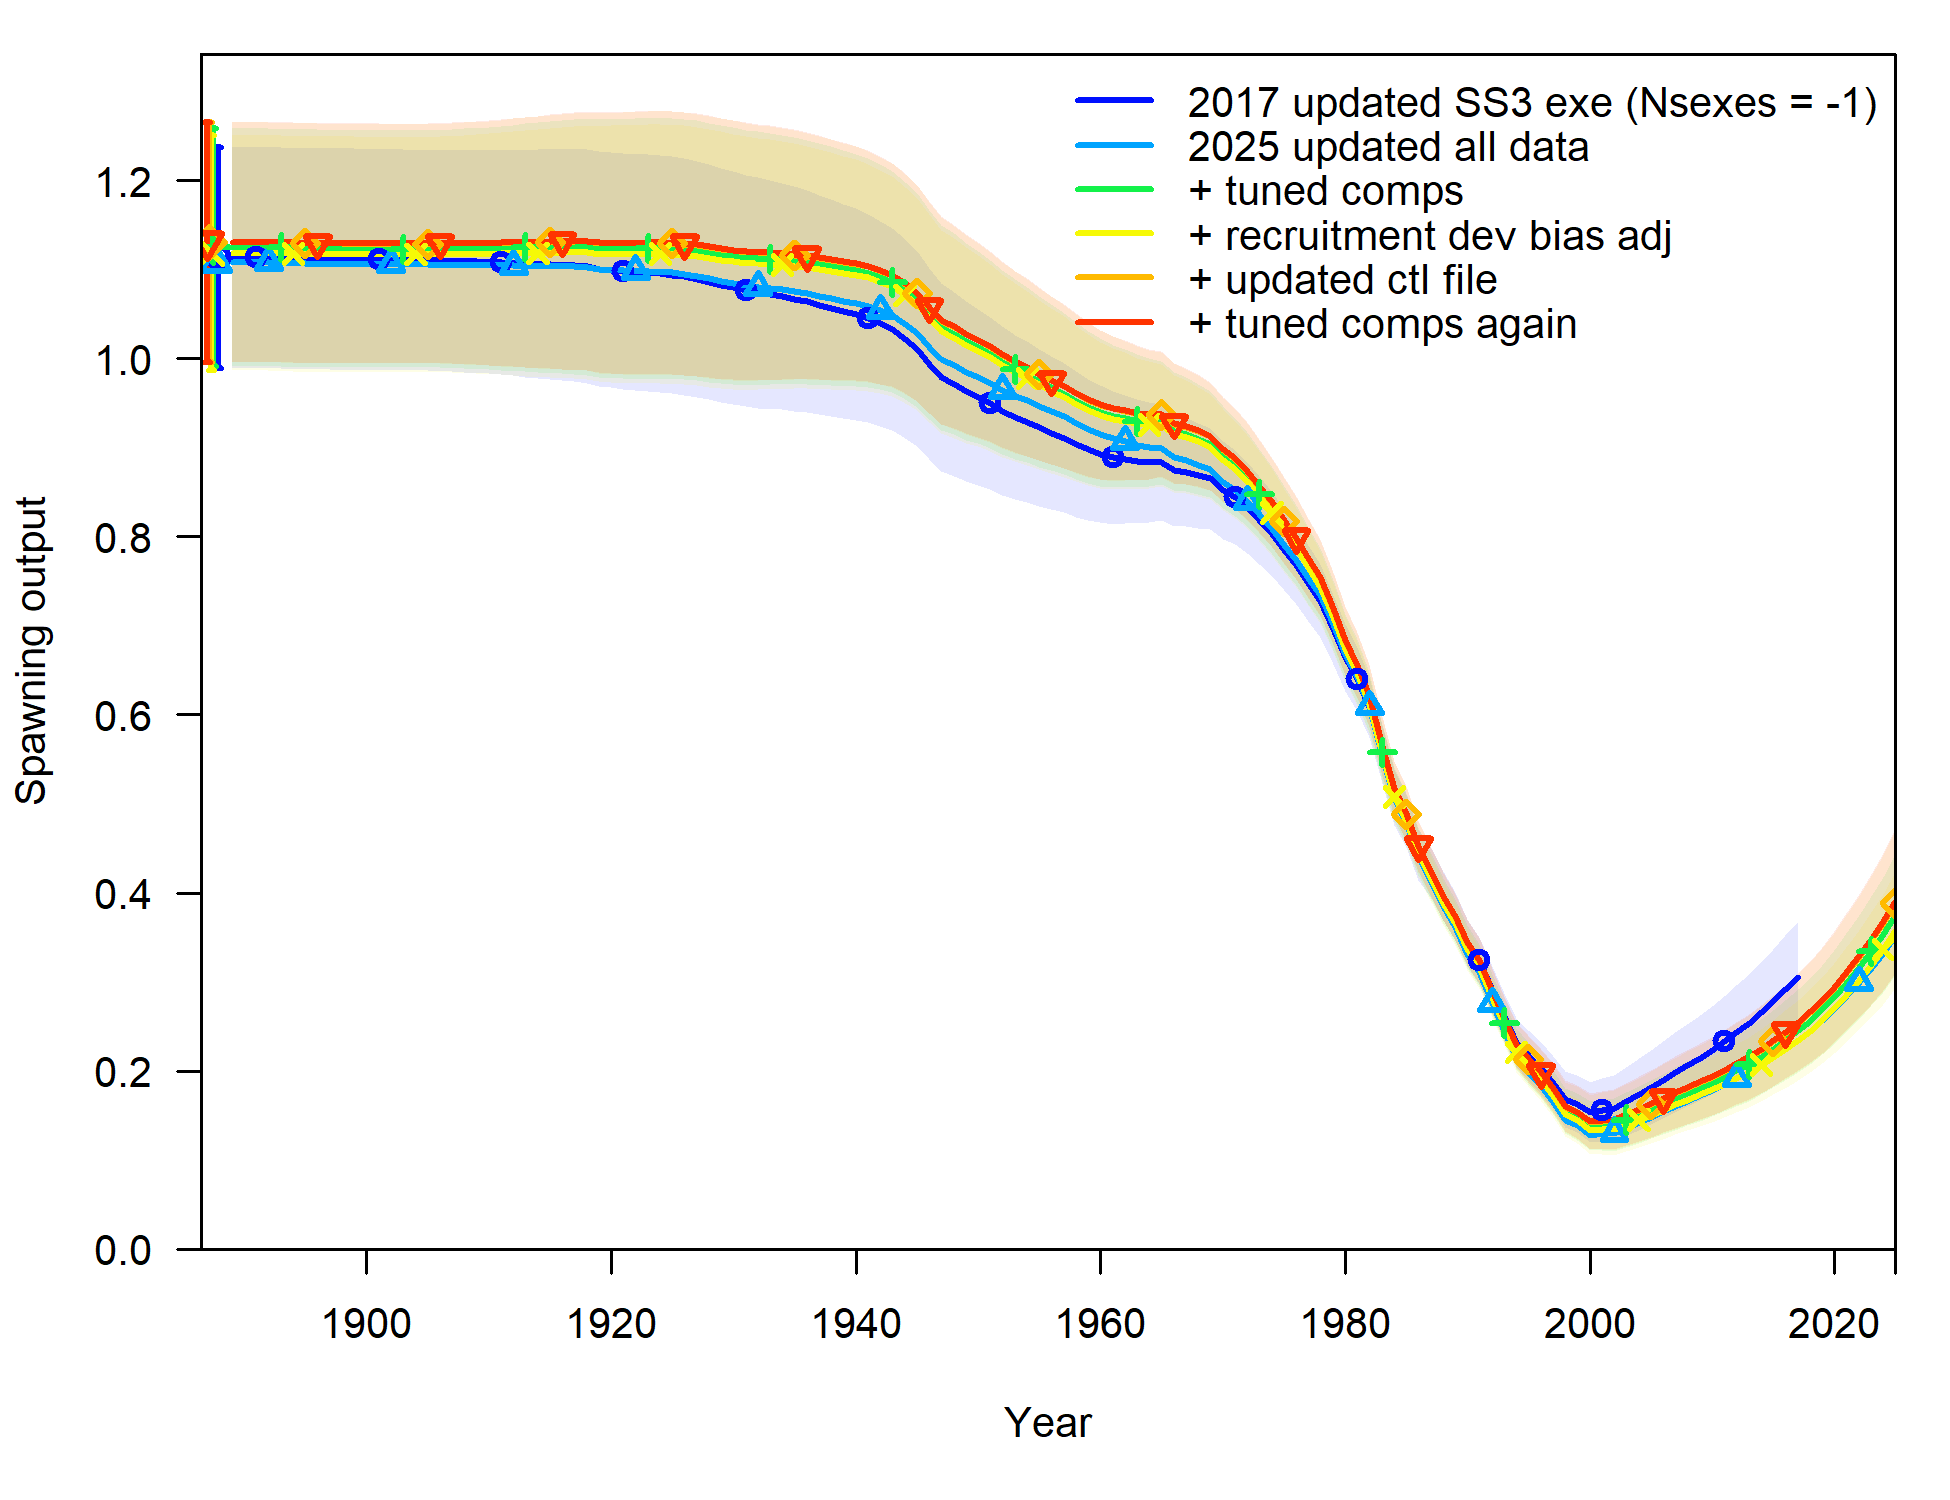 2017 updated SS3 exe (Nsexes = -1)
2025 updated all data
+ tuned comps
+ recruitment dev bias adj
+ updated ctl file
+ tuned comps again
Spawning output
1.2
1.0
0.8
0.6
0.4
0.2
0.0
1900 1920 1940 1960 1980 2000 2020
Year